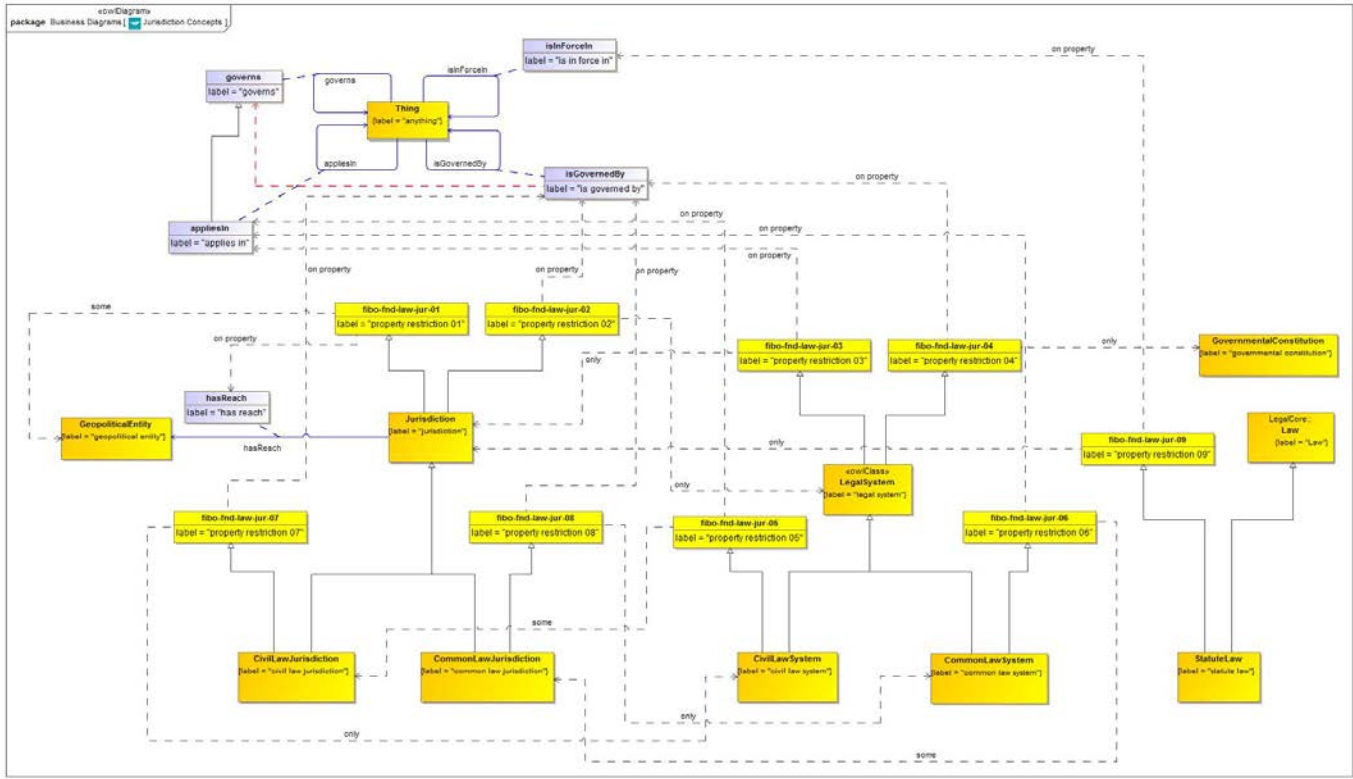 «owlDiagram»
package Business Diagrams [ Jurisdiction Concepts ]
isInForceIn
label = "is in force in"
on property
governs
label = "governs"
governs
isInForceIn
Thing
[label = "anything"]
appliesIn
isGovernedBy
isGovernedBy
label = "is governed by"
on property
on property
appliesIn
label = "applies in"
on property
on property
on property
some
fibo-fnd-law-jur-01
label = "property restriction 01"
fibo-fnd-law-jur-02
label = "property restriction 02"
on property
fibo-fnd-law-jur-03
label = "property restriction 03"
fibo-fnd-law-jur-04
label = "property restriction 04"
only
GovernmentalConstitution
[label = "governmental constitution"]
only
hasReach
label = "has reach"
GeopoliticalEntity
[label = "geopolitical entity"]
hasReach
Jurisdiction
[label = "jurisdiction"]
only
fibo-fnd-law-jur-09
label = "property restriction 09"
LegalCore::
Law
[label = "Law"]
only
«owlClass»
LegalSystem
[label = "legal system"]
fibo-fnd-law-jur-07
label = "property restriction 07"
fibo-fnd-law-jur-08
label = "property restriction 08"
fibo-fnd-law-jur-05
label = "property restriction 05"
fibo-fnd-law-jur-06
label = "property restriction 06"
some
CivilLawJurisdiction
[label = "civil law jurisdiction"]
CommonLawJurisdiction
[label = "common law jurisdiction"]
CivilLawSystem
[label = "civil law system"]
CommonLawSystem
[label = "common law system"]
StatuteLaw
[label = "statute law"]
only
only
some